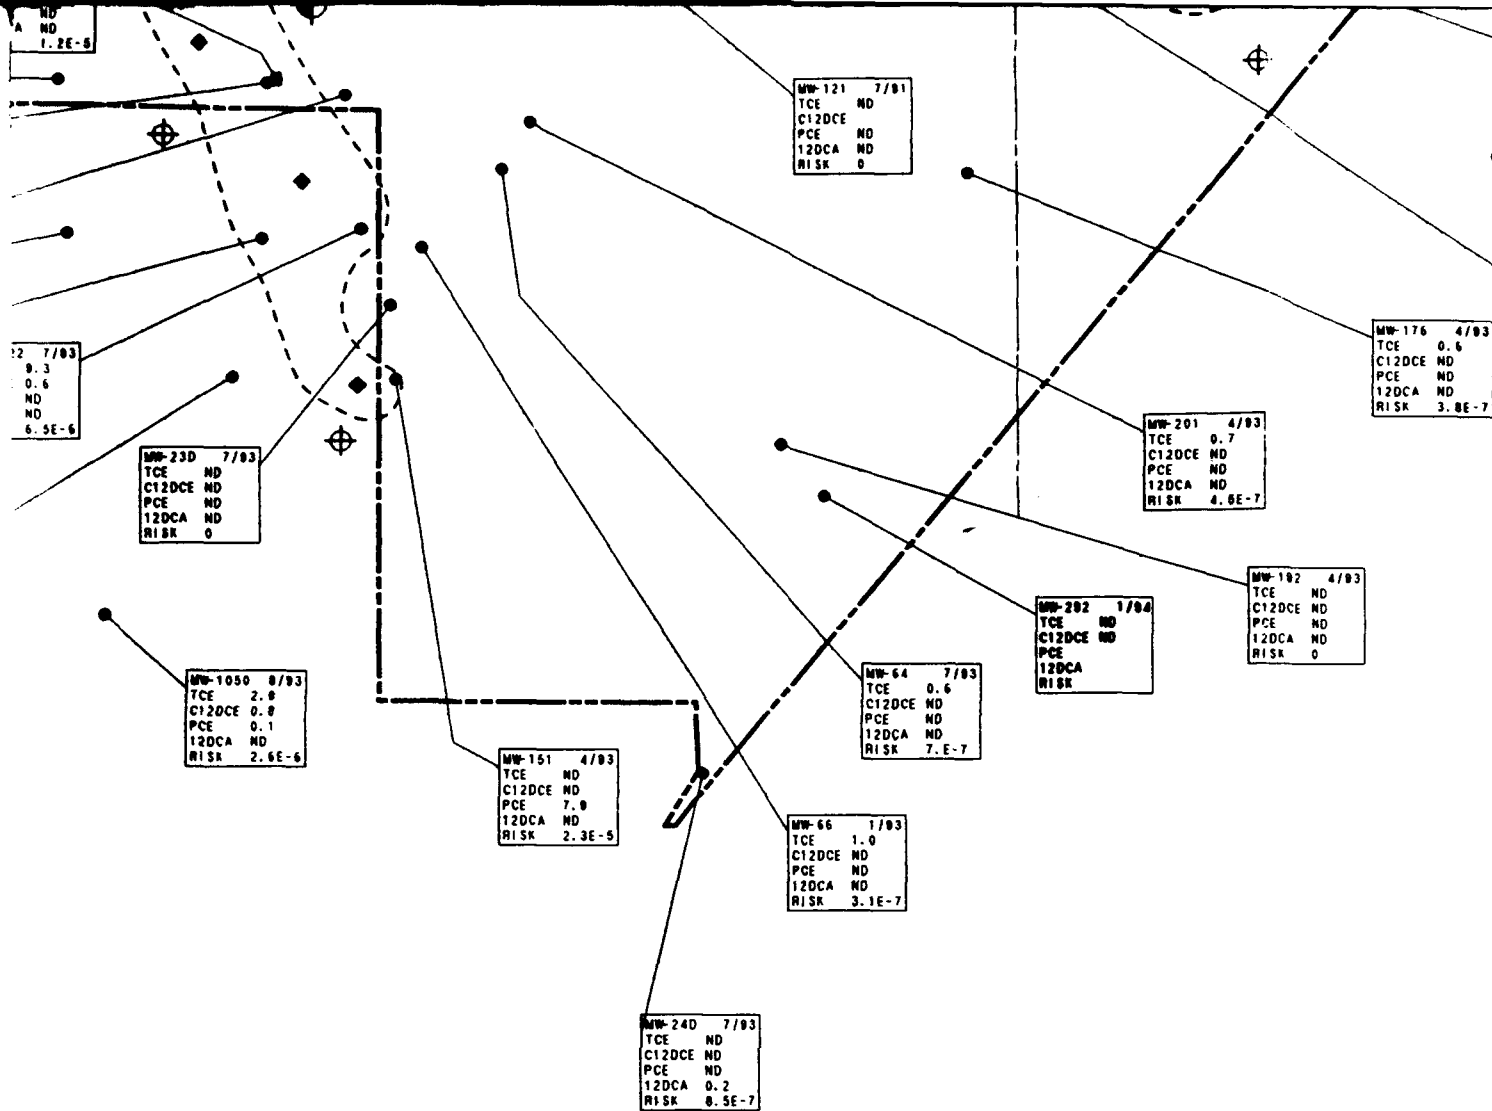 ND
A ND
1.2E-5
MW-121 7/91
TCE ND
C12DCE
PCE ND
12DCA ND
RISK 0
MW-176 4/93
TCE 0.6
C12DCE ND
PCE ND
12DCA ND
RISK 3.8E-7
22 7/93
9.3
0.6
ND
ND
6.5E-6
MW-23D 7/93
TCE ND
C12DCE ND
PCE ND
12DCA ND
RISK 0
MW-201 4/93
TCE 0.7
C12DCE ND
PCE ND
12DCA ND
RISK 4.6E-7
MW-192 4/93
TCE ND
C12DCE ND
PCE ND
12DCA ND
RISK 0
MW-292 1/94
TCE ND
C12DCE ND
PCE
12DCA
RISK
MW-64 7/93
TCE 0.6
C12DCE ND
PCE ND
12DCA ND
RISK 7.E-7
MW-1050 8/93
TCE 2.8
C12DCE 0.8
PCE 0.1
12DCA ND
RISK 2.6E-6
MW-151 4/93
TCE ND
C12DCE ND
PCE 7.9
12DCA ND
RISK 2.3E-5
MW-66 1/93
TCE 1.0
C12DCE ND
PCE ND
12DCA ND
RISK 3.1E-7
MW-24D 7/93
TCE ND
C12DCE ND
PCE ND
12DCA 0.2
RISK 8.5E-7